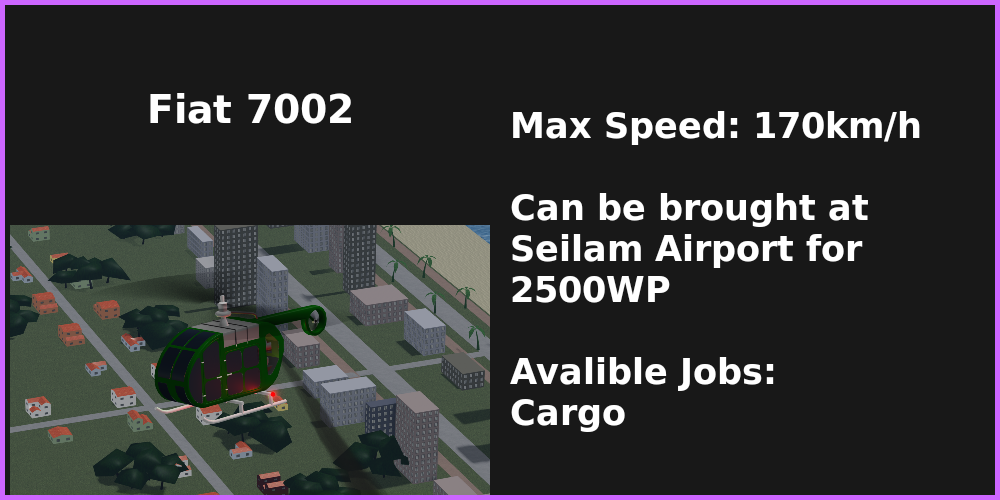 Fiat 7002
Max Speed: 170km/h
Can be brought at
Seilam Airport for
2500WP
Avalible Jobs:
Cargo